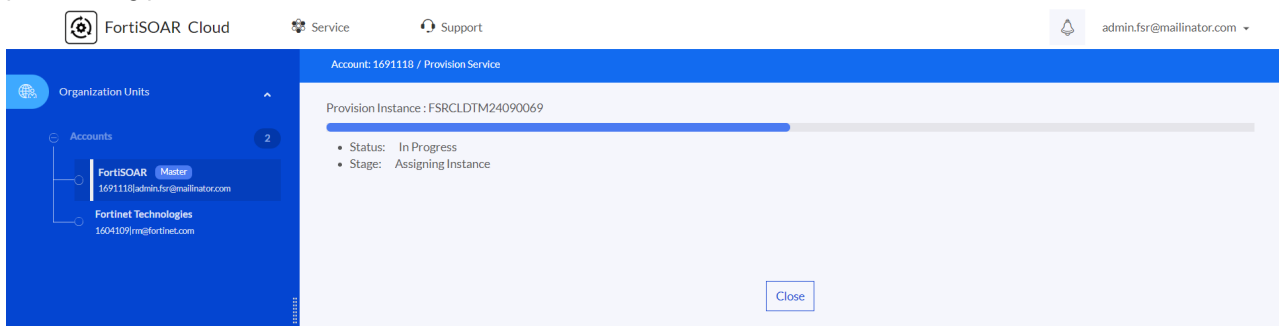 FortiSOAR Cloud
Service
Support
admin.fsr@mailinator.com
Account: 1691118 / Provision Service
Organization Units
Accounts
2
FortiSOAR Master
1691118|admin.fsr@mailinator.com
Fortinet Technologies
1604109|rm@fortinet.com
Provision Instance : FSRCLDTM24090069
Status: In Progress
Stage: Assigning Instance
Close